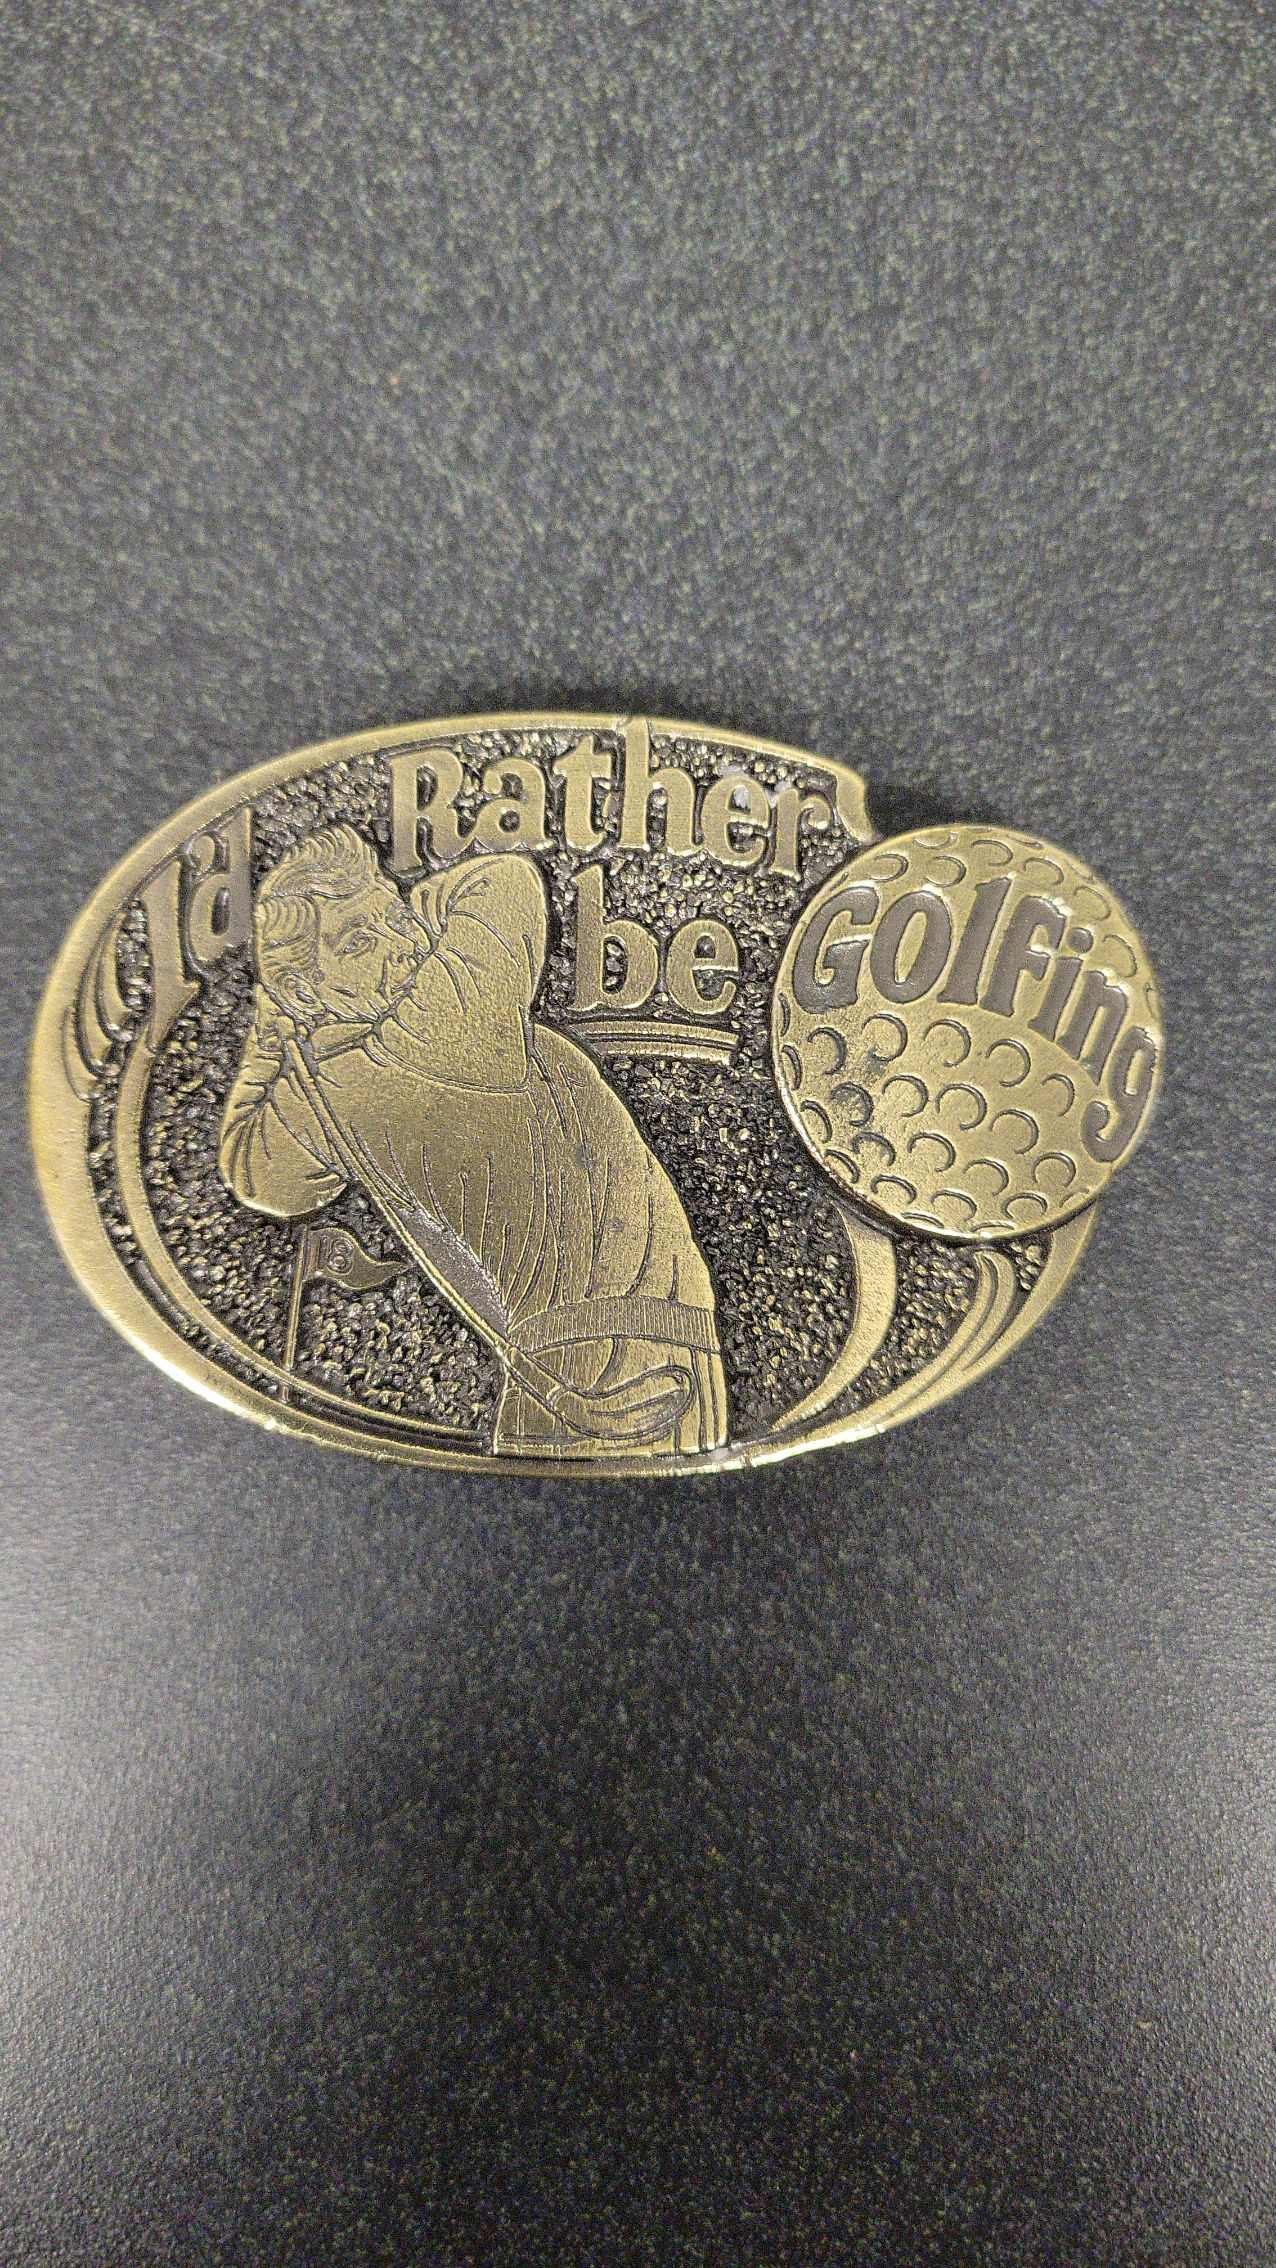 I'd Rather
be
Golfing
18